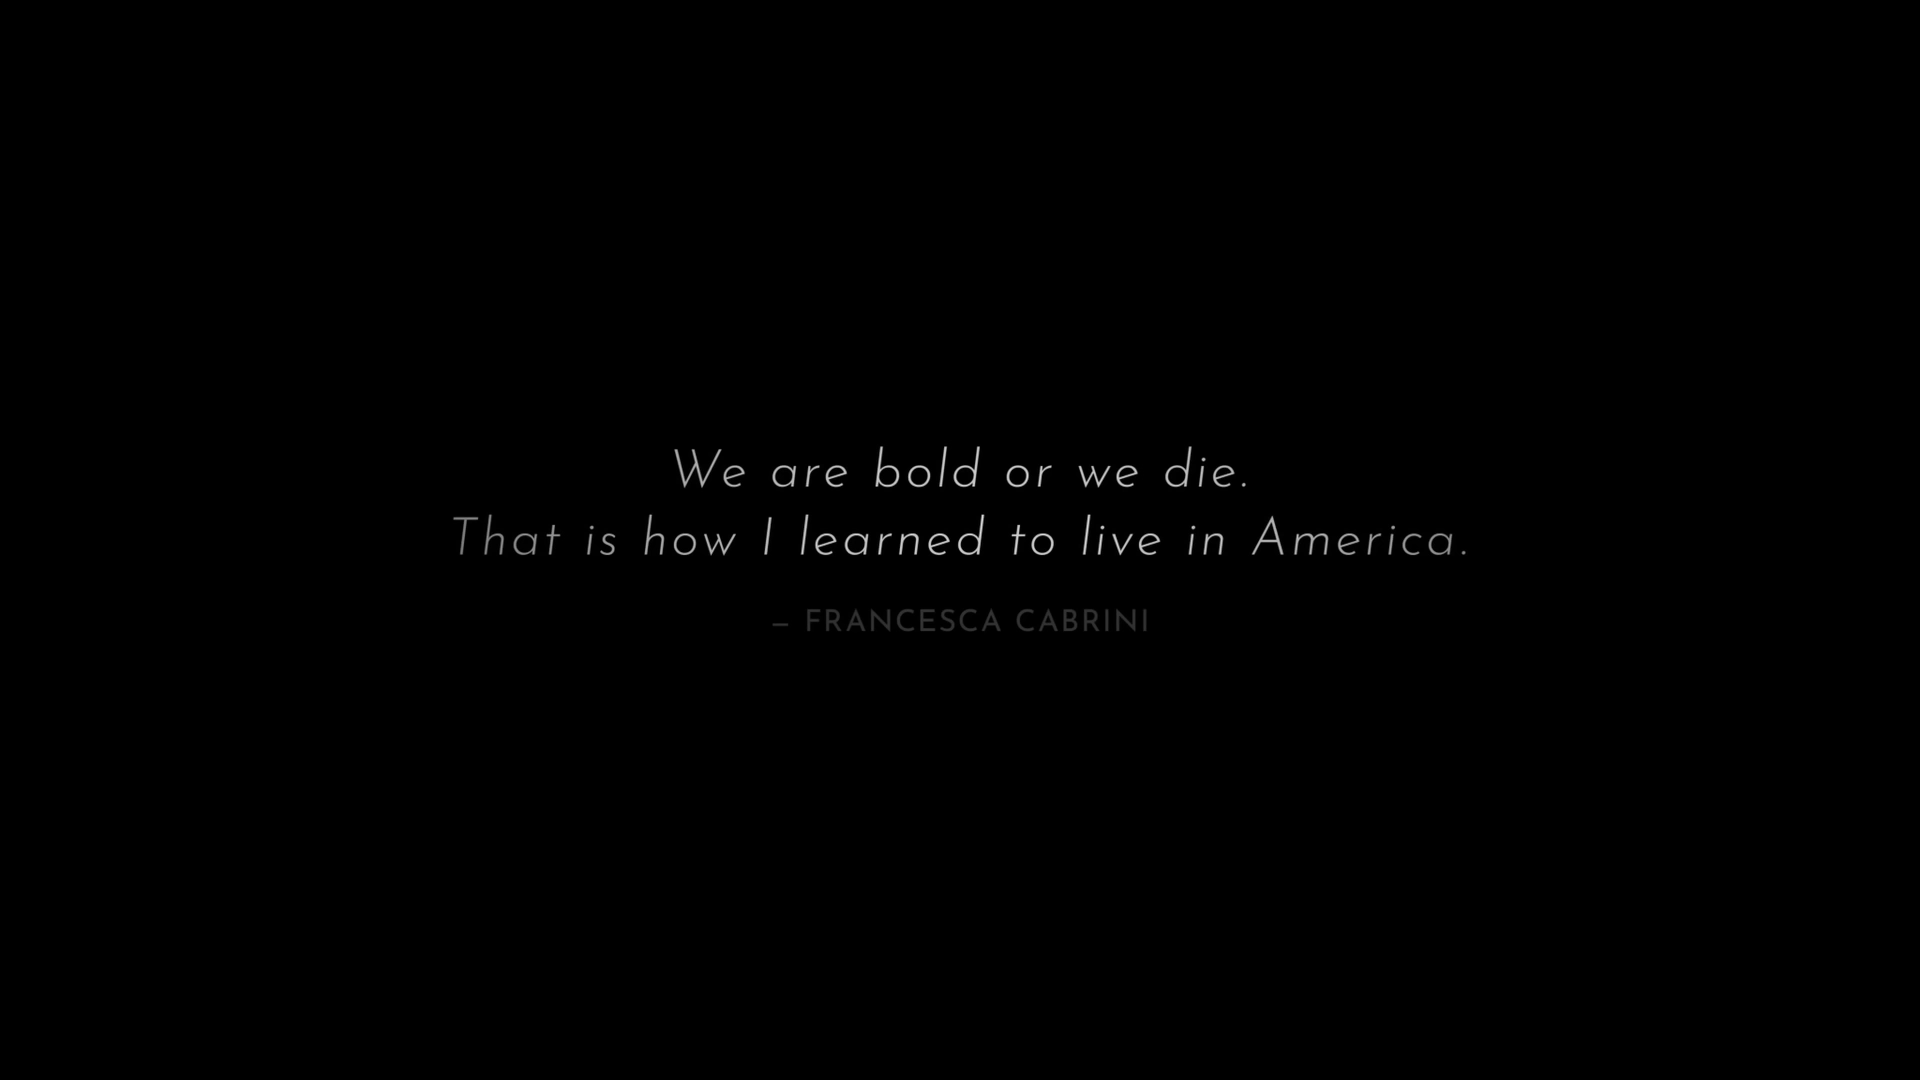 We are bold or we die.
That is how I learned to live in America.
– FRANCESCA CABRINI